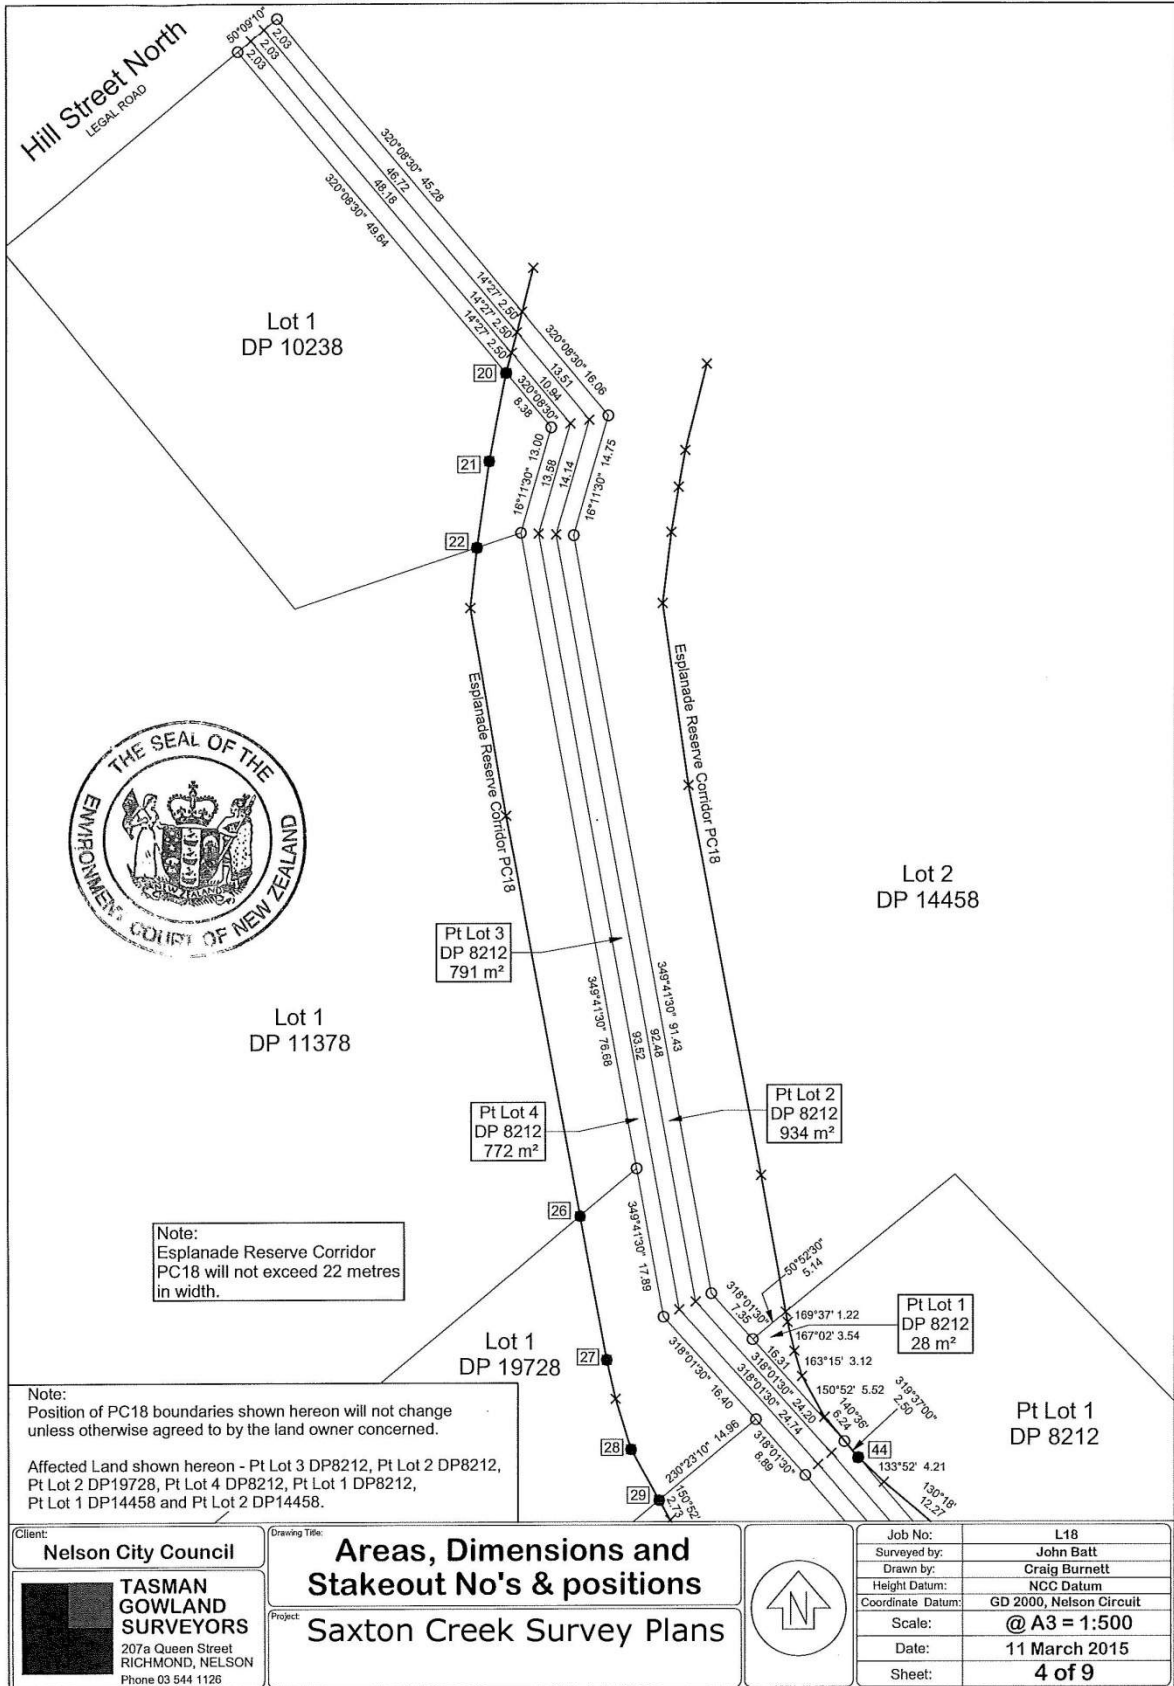 Hill Street North
LEGAL ROAD
50°09'10"
2.03
2.03
2.03
320°08'30" 45.28
46.72
48.18
320°08'30" 49.64
Lot 1
DP 10238
14°27' 2.50
14°27' 2.50
14°27' 2.50
320°08'30" 16.06
13.51
10.94
320°08'30"
8.38
20
21
22
16°11'30" 13.00
13.58
14.14
16°11'30" 14.75
Esplanade Reserve Corridor PC18
Esplanade Reserve Corridor PC18
THE SEAL OF THE
ENVIRONMENT COURT OF NEW ZEALAND
NEW ZEALAND
Lot 2
DP 14458
Pt Lot 3
DP 8212
791 m²
Lot 1
DP 11378
349°41'30" 76.68
93.52
92.48
349°41'30" 91.43
Pt Lot 4
DP 8212
772 m²
Pt Lot 2
DP 8212
934 m²
26
Note:
Esplanade Reserve Corridor
PC18 will not exceed 22 metres
in width.
349°41'30" 17.89
318°01'30"
7.35
50°52'30"
5.14
169°37' 1.22
167°02' 3.54
163°15' 3.12
150°52' 5.52
140°36'
6.24
319°37'00"
2.50
Pt Lot 1
DP 8212
28 m²
Lot 1
DP 19728
27
28
29
44
16.31
318°01'30" 24.20
318°01'30" 24.74
318°01'30" 16.40
318°01'30"
8.89
230°23'10" 14.96
150°52'
2.73
133°52' 4.21
130°18'
12.27
Pt Lot 1
DP 8212
Note:
Position of PC18 boundaries shown hereon will not change
unless otherwise agreed to by the land owner concerned.
Affected Land shown hereon - Pt Lot 3 DP8212, Pt Lot 2 DP8212,
Pt Lot 2 DP19728, Pt Lot 4 DP8212, Pt Lot 1 DP8212,
Pt Lot 1 DP14458 and Pt Lot 2 DP14458.
Client:
Nelson City Council
TASMAN
GOWLAND
SURVEYORS
207a Queen Street
RICHMOND, NELSON
Phone 03 544 1126
Drawing Title:
Areas, Dimensions and
Stakeout No's & positions
Project:
Saxton Creek Survey Plans
N
Job No: L18
Surveyed by: John Batt
Drawn by: Craig Burnett
Height Datum: NCC Datum
Coordinate Datum: GD 2000, Nelson Circuit
Scale: @ A3 = 1:500
Date: 11 March 2015
Sheet: 4 of 9